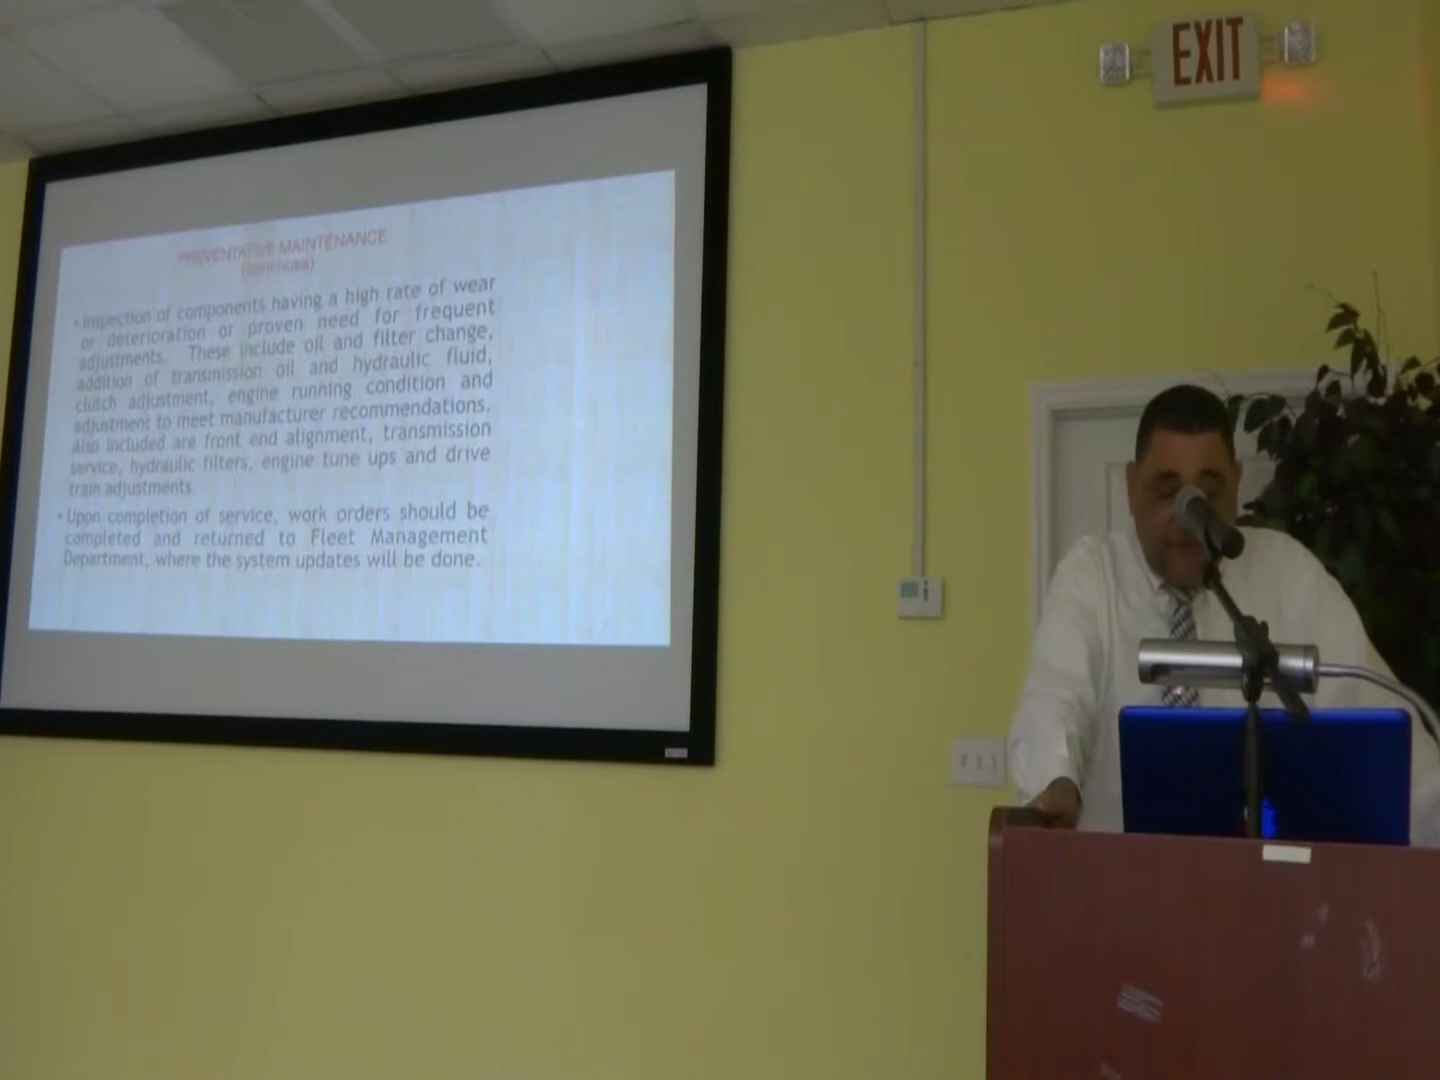 EXIT
PREVENTATIVE MAINTENANCE
(continues)
• Inspection of components having a high rate of wear
or deterioration or proven need for frequent
adjustments. These include oil and filter change,
addition of transmission oil and hydraulic fluid,
clutch adjustment, engine running condition and
adjustment to meet manufacturer recommendations.
Also included are front end alignment, transmission
service, hydraulic filters, engine tune ups and drive
train adjustments
• Upon completion of service, work orders should be
completed and returned to Fleet Management
Department, where the system updates will be done.